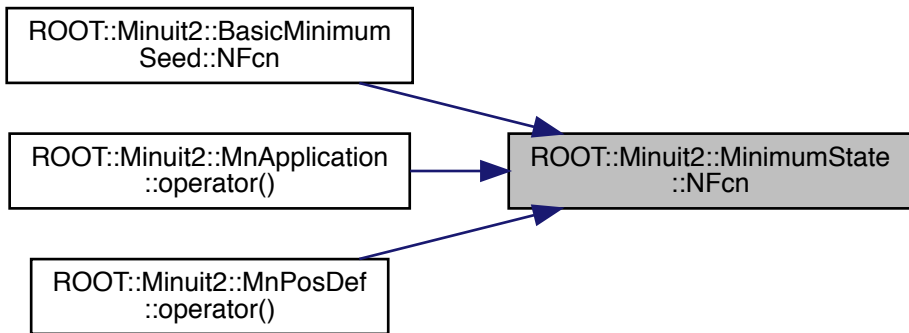 ROOT::Minuit2::BasicMinimum
Seed::NFcn
ROOT::Minuit2::MnApplication
::operator()
ROOT::Minuit2::MinimumState
::NFcn
ROOT::Minuit2::MnPosDef
::operator()